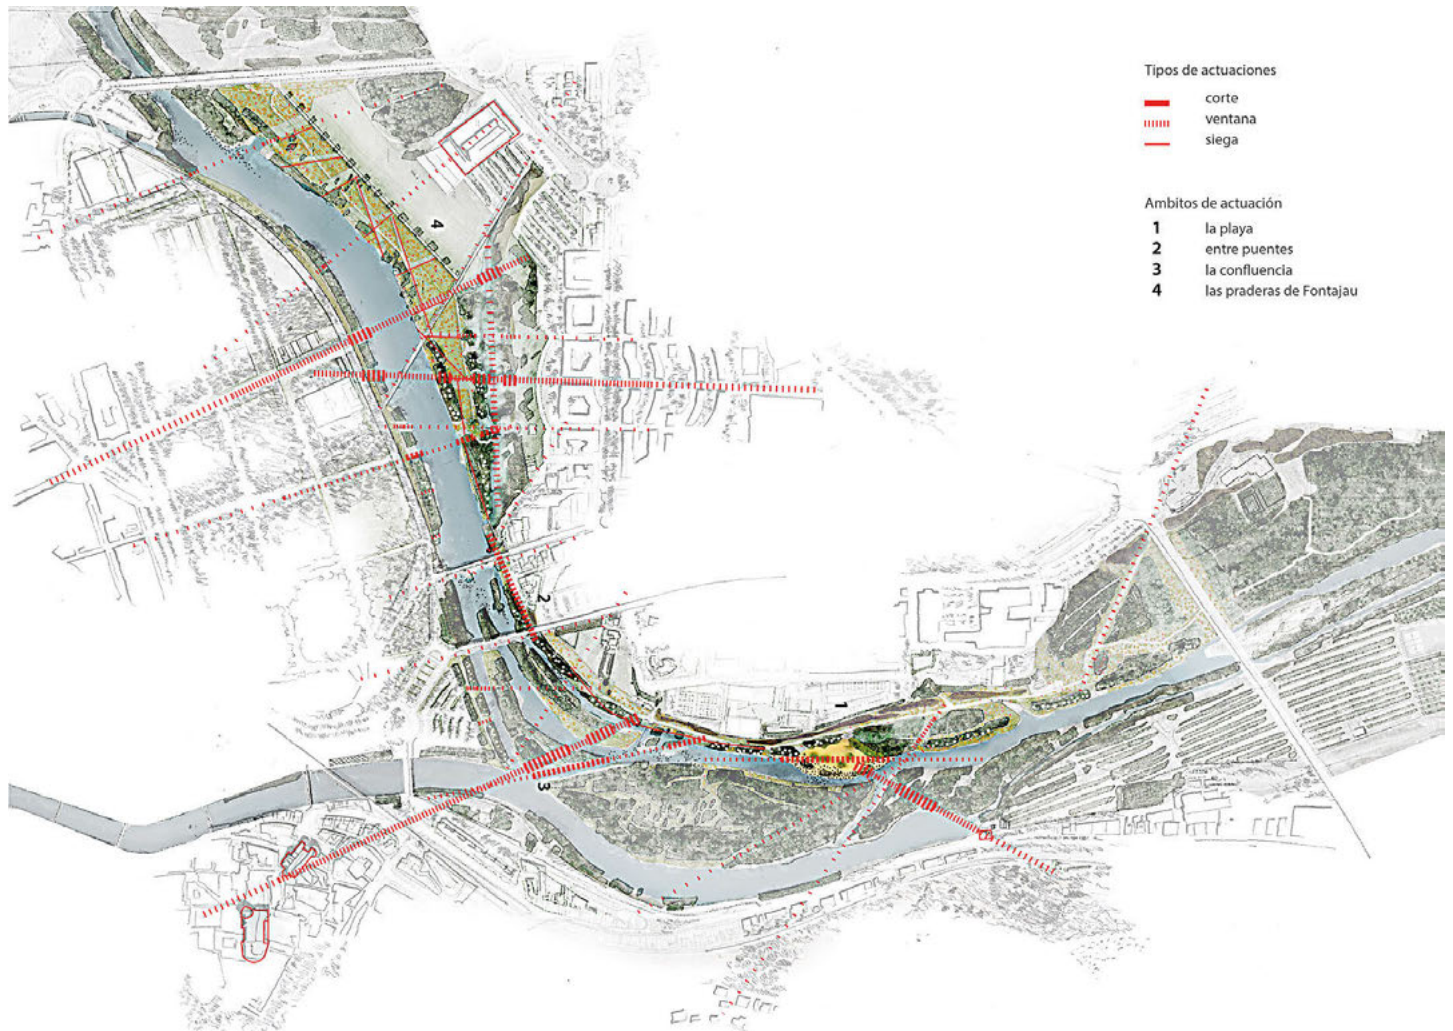 Tipos de actuaciones
corte
ventana
siega
Ambitos de actuación
1 la playa
2 entre puentes
3 la confluencia
4 las praderas de Fontajau
4
2
1
3